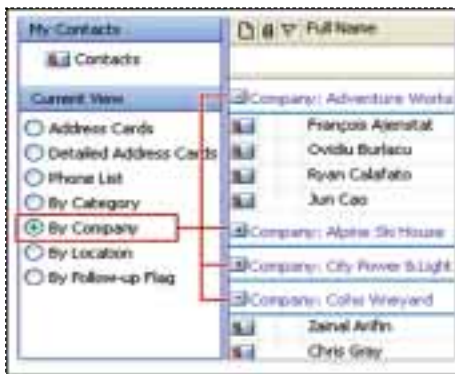 My Contacts
Contacts
Current View
Address Cards
Detailed Address Cards
Phone List
By Category
By Company
By Location
By Follow-up Flag
Full Name
Company: Adventure Works
François Ajenstat
Ovidiu Burlacu
Ryan Calafato
Jun Cao
Company: Alpine Ski House
Company: City Power & Light
Company: Coho Vineyard
Zainal Arifin
Chris Gray